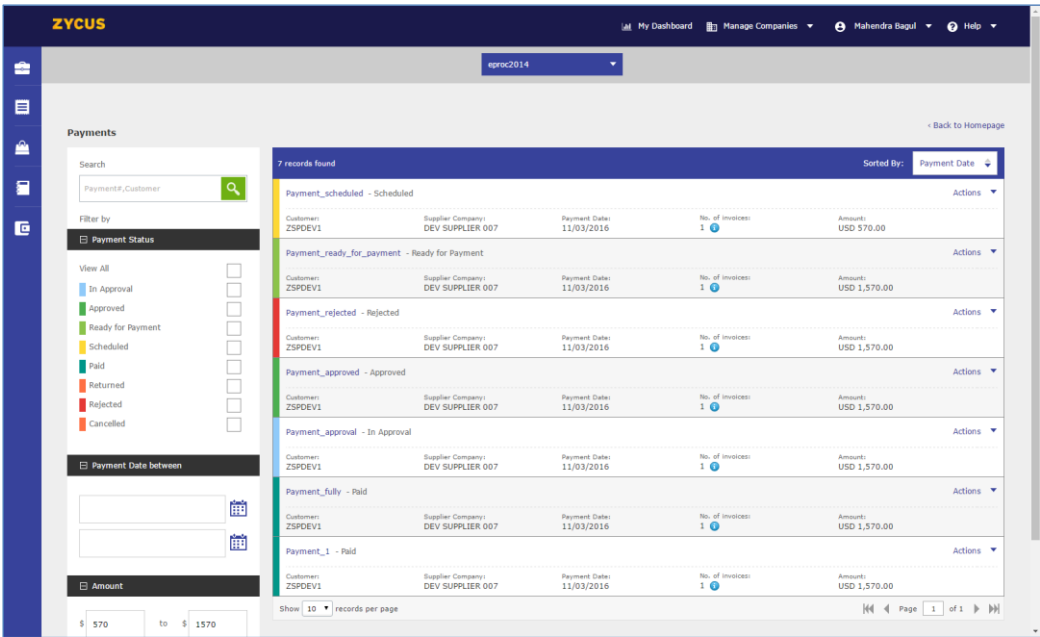 ZYCUS
My Dashboard Manage Companies Mahendra Bagul Help
eproc2014
‹ Back to Homepage
Payments
Search
Payment#,Customer
Filter by
Payment Status
View All
In Approval
Approved
Ready for Payment
Scheduled
Paid
Returned
Rejected
Cancelled
Payment Date between
Amount
$ 570 to $ 1570
7 records found Sorted By: Payment Date
Payment_scheduled - Scheduled Actions
Customer: Supplier Company: Payment Date: No. of invoices: Amount:
ZSPDEV1 DEV SUPPLIER 007 11/03/2016 1 USD 570.00
Payment_ready_for_payment - Ready for Payment Actions
Customer: Supplier Company: Payment Date: No. of invoices: Amount:
ZSPDEV1 DEV SUPPLIER 007 11/03/2016 1 USD 1,570.00
Payment_rejected - Rejected Actions
Customer: Supplier Company: Payment Date: No. of invoices: Amount:
ZSPDEV1 DEV SUPPLIER 007 11/03/2016 1 USD 1,570.00
Payment_approved - Approved Actions
Customer: Supplier Company: Payment Date: No. of invoices: Amount:
ZSPDEV1 DEV SUPPLIER 007 11/03/2016 1 USD 1,570.00
Payment_approval - In Approval Actions
Customer: Supplier Company: Payment Date: No. of invoices: Amount:
ZSPDEV1 DEV SUPPLIER 007 11/03/2016 1 USD 1,570.00
Payment_fully - Paid Actions
Customer: Supplier Company: Payment Date: No. of invoices: Amount:
ZSPDEV1 DEV SUPPLIER 007 11/03/2016 1 USD 1,570.00
Payment_1 - Paid Actions
Customer: Supplier Company: Payment Date: No. of invoices: Amount:
ZSPDEV1 DEV SUPPLIER 007 11/03/2016 1 USD 1,570.00
Show 10 records per page Page 1 of 1